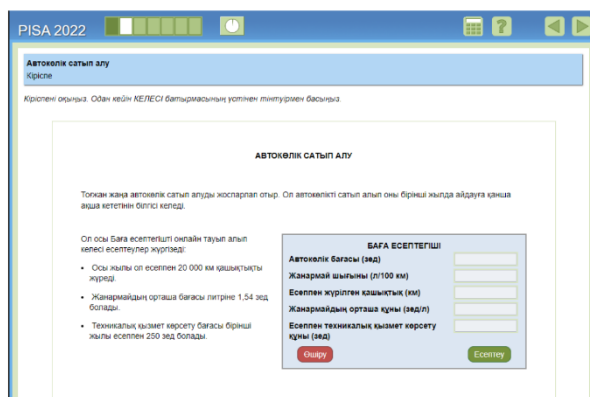 PISA 2022
?
Автокөлік сатып алу
Кіріспе
Кіріспені оқыңыз. Одан кейін КЕЛЕСІ батырмасының үстінен тінтуірмен басыңыз.
АВТОКӨЛІК САТЫП АЛУ
Толжан жаңа автокөлік сатып алуды жоспарлап отыр. Ол автокөлікті сатып алып оны бірінші жылда айдауға қанша
ақша кететінін білгісі келеді.
Ол осы Баға есептегішті онлайн тауып алып
келесі есептеулер жүргізеді:
• Осы жылы ол есеппен 20 000 км қашықтықты
жүреді.
• Жанармайдың орташа бағасы литріне 1,54 зед
болады.
• Техникалық қызмет көрсету бағасы бірінші
жылы есеппен 250 зед болады.
БАҒА ЕСЕПТЕГІШІ
Автокөлік бағасы (зед)
Жанармай шығыны (л/100 км)
Есеппен жүрілген қашықтық (км)
Жанармайдың орташа құны (зед/л)
Есеппен техникалық қызмет көрсету
құны (зед)
Өшіру
Есептеу